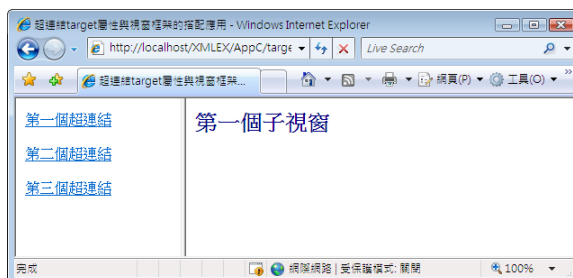 超連結target屬性與視窗框架的搭配應用 - Windows Internet Explorer
http://localhost/XMLEX/AppC/targe
Live Search
超連結target屬性與視窗框架...
網頁(P)
工具(O)
»
第一個超連結
第一個子視窗
第二個超連結
第三個超連結
完成
網際網路 | 受保護模式: 關閉
100%